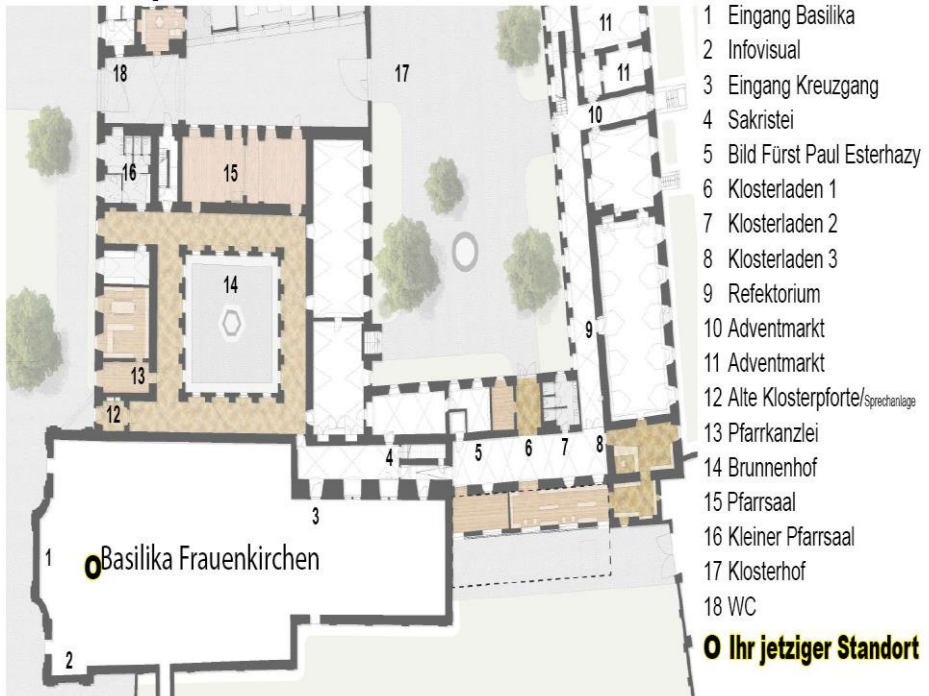 18
17
11
11
10
16
15
14
9
13
12
4
5
6
7
8
3
1
Basilika Frauenkirchen
2
1 Eingang Basilika
2 Infovisual
3 Eingang Kreuzgang
4 Sakristei
5 Bild Fürst Paul Esterhazy
6 Klosterladen 1
7 Klosterladen 2
8 Klosterladen 3
9 Refektorium
10 Adventmarkt
11 Adventmarkt
12 Alte Klosterpforte/Sprechanlage
13 Pfarrkanzlei
14 Brunnenhof
15 Pfarrsaal
16 Kleiner Pfarrsaal
17 Klosterhof
18 WC
O Ihr jetziger Standort